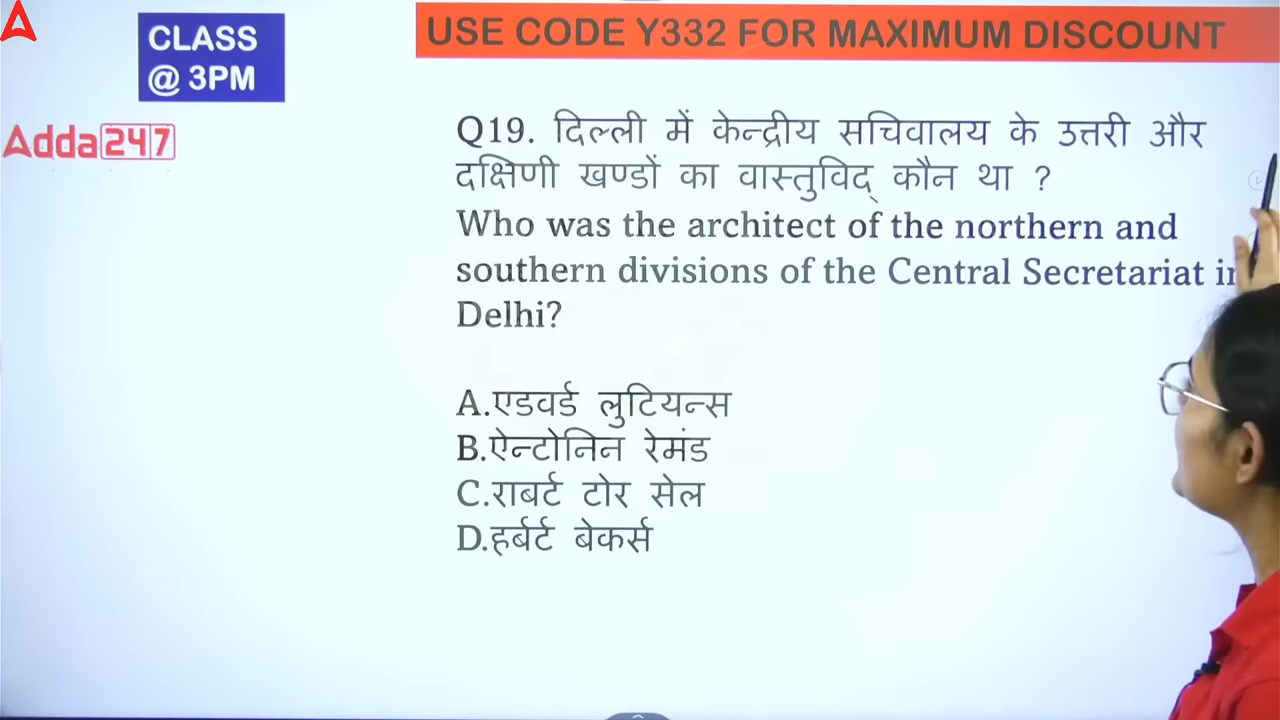 CLASS
@ 3PM
USE CODE Y332 FOR MAXIMUM DISCOUNT
Adda247
Q19. दिल्ली में केन्द्रीय सचिवालय के उत्तरी और
दक्षिणी खण्डों का वास्तुविद् कौन था ?
Who was the architect of the northern and
southern divisions of the Central Secretariat in
Delhi?
A.एडवर्ड लुटियन्स
B.ऐन्टोनिन रेमंड
C.राबर्ट टोर सेल
D.हर्बर्ट बेकर्स